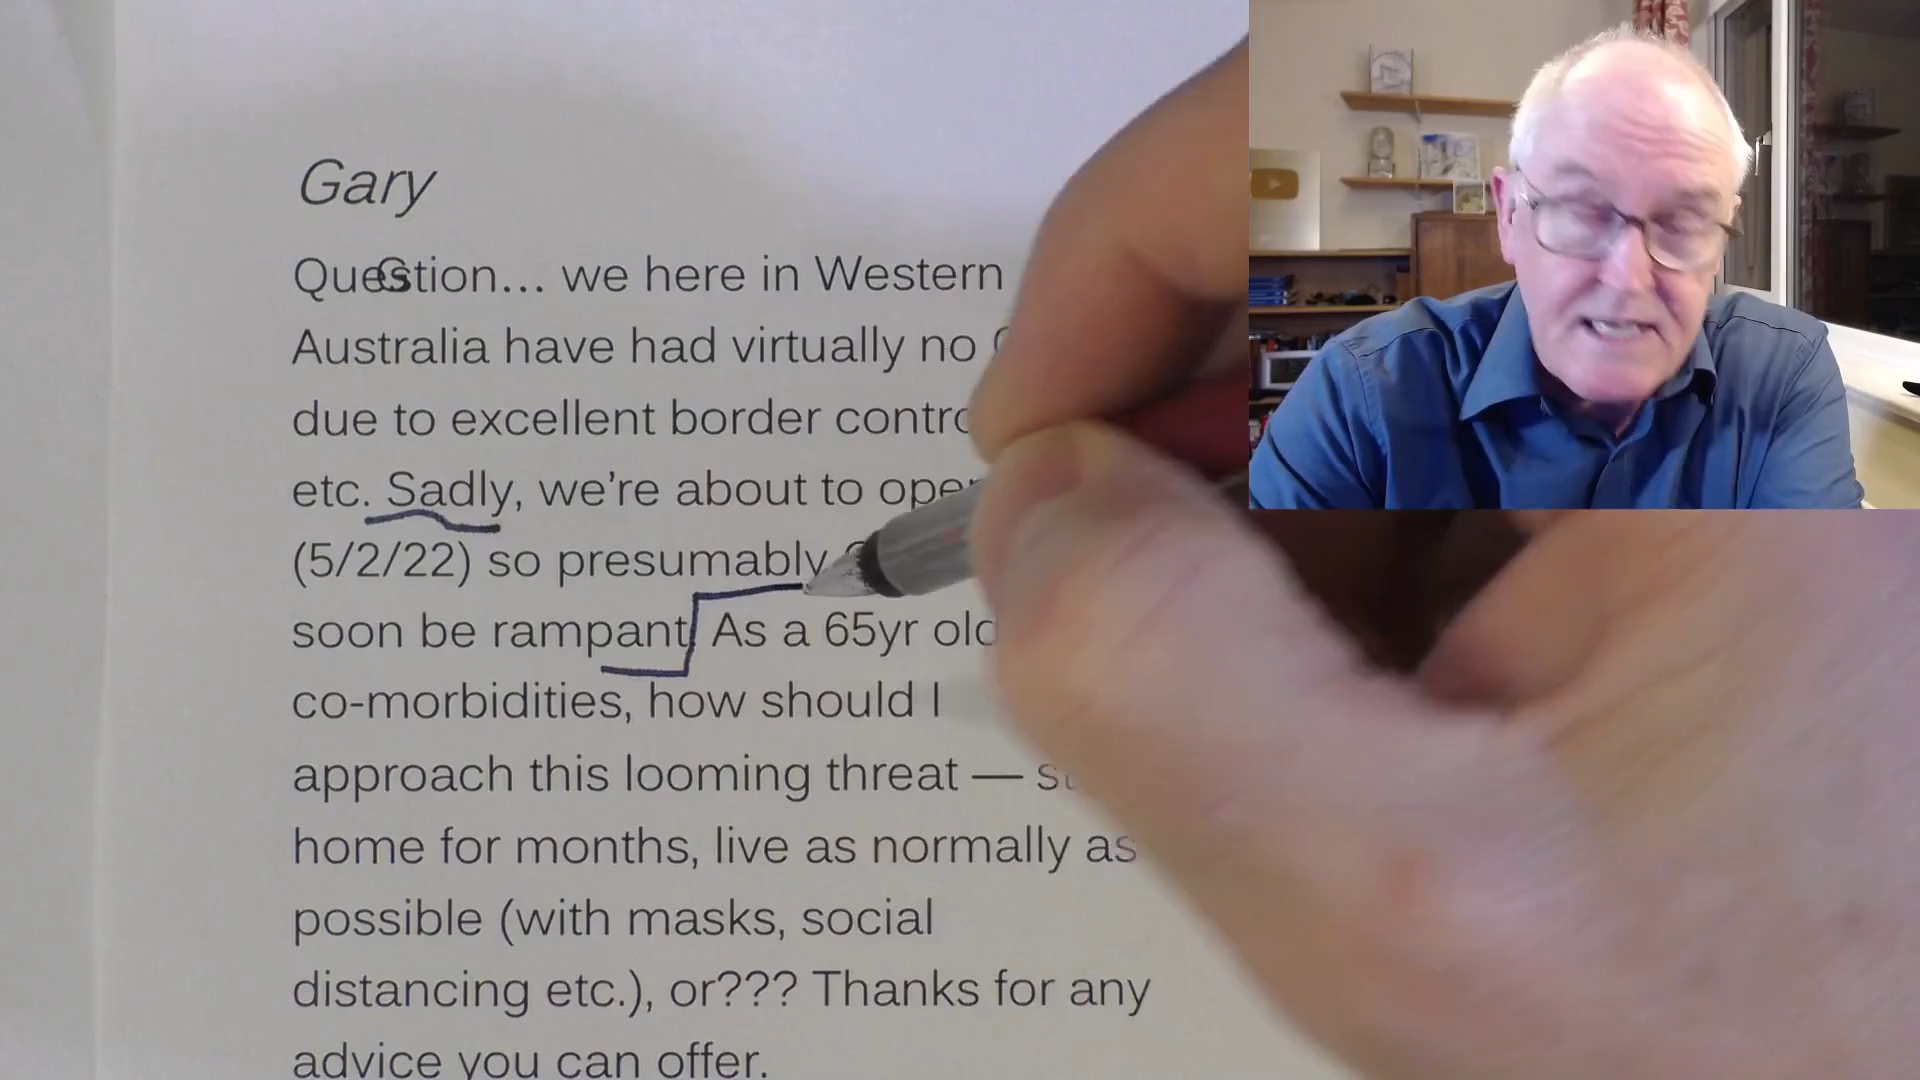 Gary
Question... we here in Western
Australia have had virtually no
due to excellent border
etc. Sadly, we're about to
(5/2/22) so presumably
soon be rampant As a 65yr
co-morbidities, how should I
approach this looming threat —
home for months, live as normally as
possible (with masks, social
distancing etc.), or??? Thanks for any
advice you can offer.